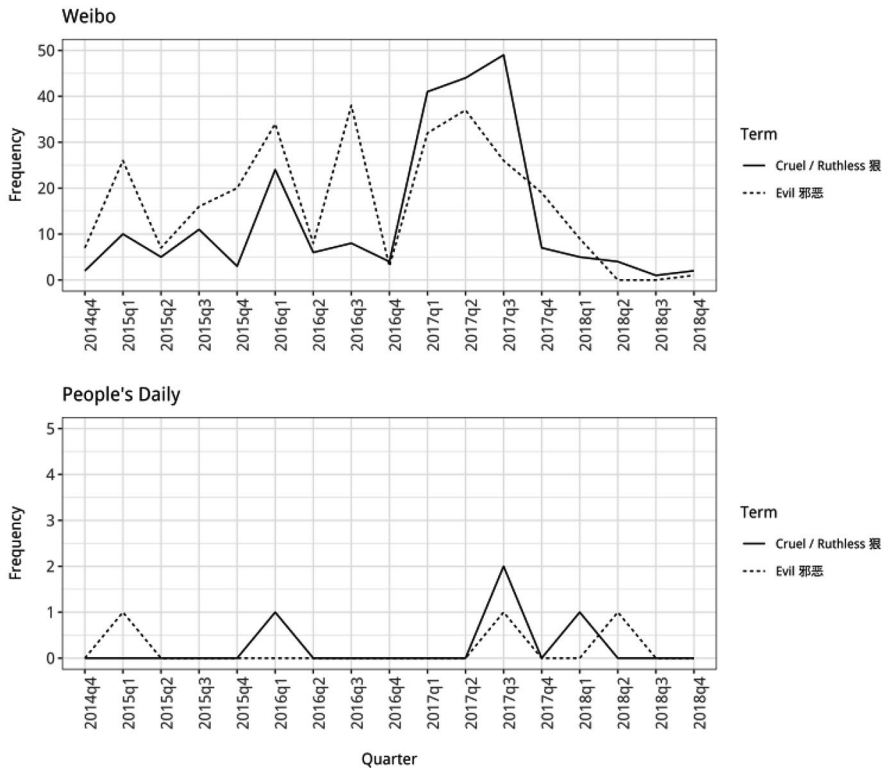 Weibo
Frequency
50
40
30
20
10
0
2014q4
2015q1
2015q2
2015q3
2015q4
2016q1
2016q2
2016q3
2016q4
2017q1
2017q2
2017q3
2017q4
2018q1
2018q2
2018q3
2018q4
Term
Cruel / Ruthless 狠
Evil 邪恶
People's Daily
Frequency
5
4
3
2
1
0
2014q4
2015q1
2015q2
2015q3
2015q4
2016q1
2016q2
2016q3
2016q4
2017q1
2017q2
2017q3
2017q4
2018q1
2018q2
2018q3
2018q4
Quarter
Term
Cruel / Ruthless 狠
Evil 邪恶